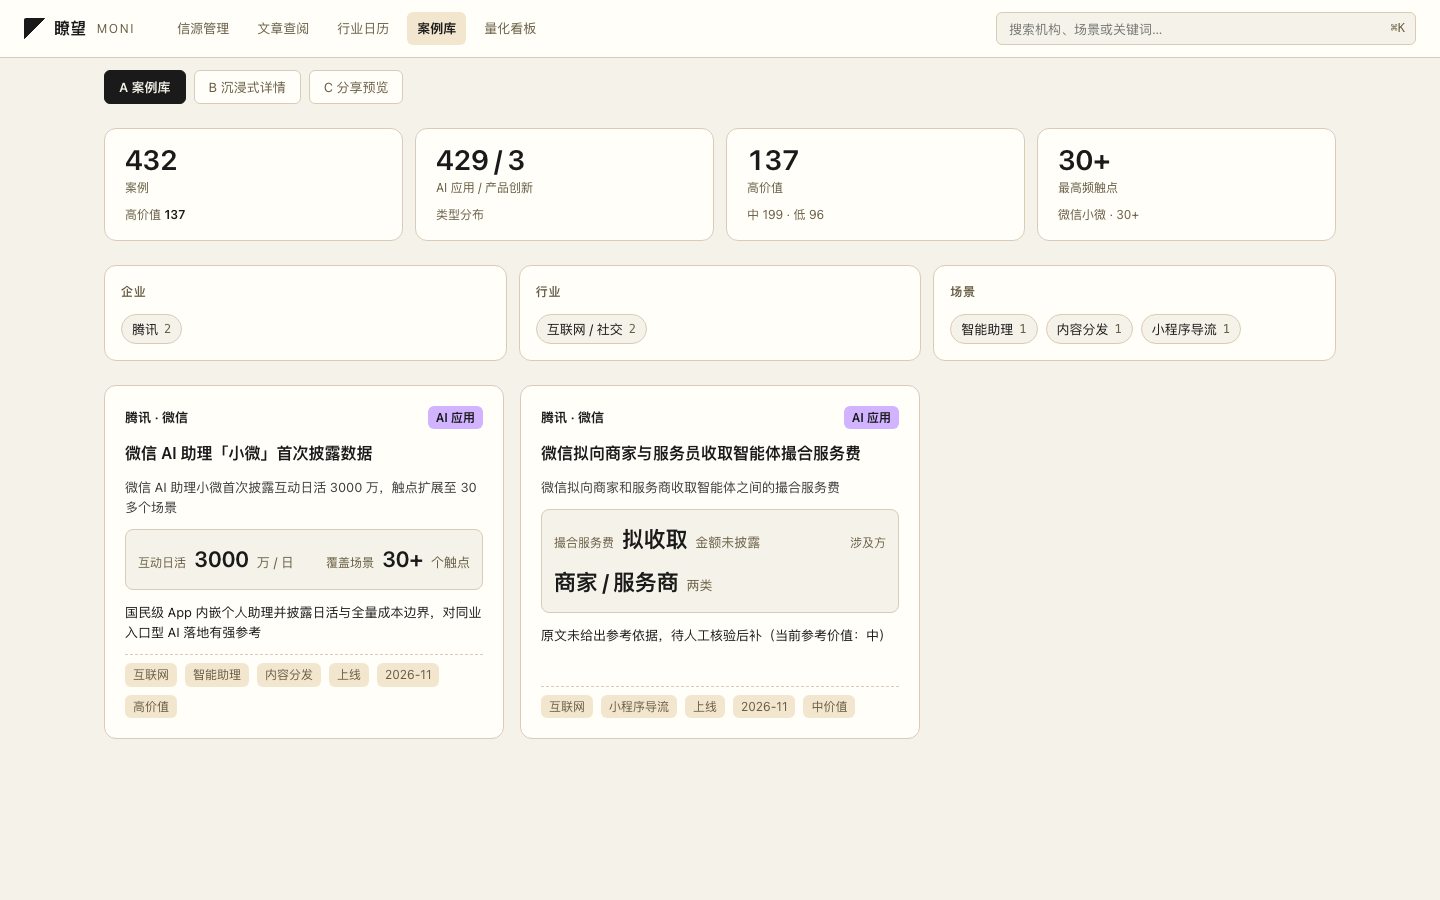 瞭望 MONI 信源管理 文章查阅 行业日历 案例库 量化看板 搜索机构、场景或关键词... ⌘K
A 案例库 B 沉浸式详情 C 分享预览
432
案例
高价值 137
429 / 3
AI 应用 / 产品创新
类型分布
137
高价值
中 199 · 低 96
30+
最高频触点
微信小微 · 30+
企业
腾讯 2
行业
互联网 / 社交 2
场景
智能助理 1 内容分发 1 小程序导流 1
腾讯 · 微信 AI 应用
微信 AI 助理「小微」首次披露数据
微信 AI 助理小微首次披露互动日活 3000 万，触点扩展至 30
多个场景
互动日活 3000 万 / 日 覆盖场景 30+ 个触点
国民级 App 内嵌个人助理并披露日活与全量成本边界，对同业
入口型 AI 落地有强参考
互联网 智能助理 内容分发 上线 2026-11
高价值
腾讯 · 微信 AI 应用
微信拟向商家与服务员收取智能体撮合服务费
微信拟向商家和服务商收取智能体之间的撮合服务费
撮合服务费 拟收取 金额未披露 涉及方
商家 / 服务商 两类
原文未给出参考依据，待人工核验后补（当前参考价值：中）
互联网 小程序导流 上线 2026-11 中价值